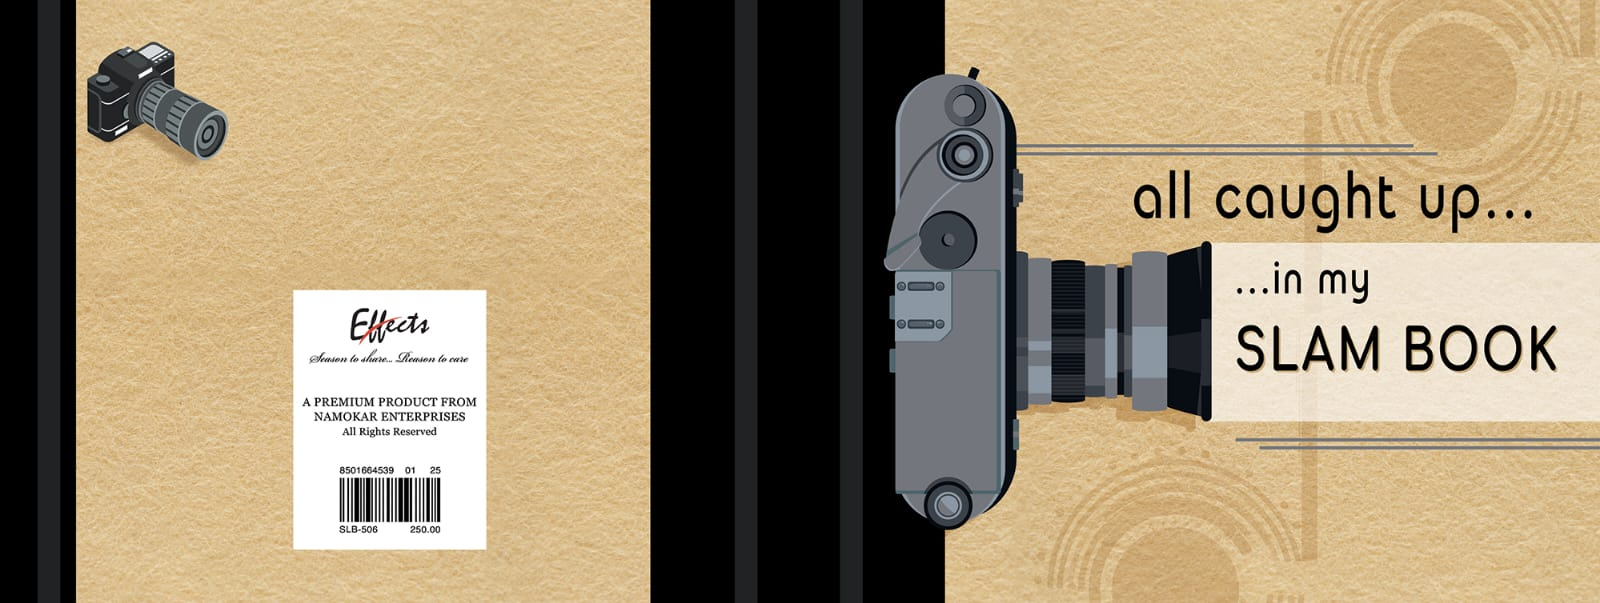 Effects
Season to share... Reason to care
A PREMIUM PRODUCT FROM
NAMOKAR ENTERPRISES
All Rights Reserved
8501664539 01 25
SLB-506 250.00
all caught up...
...in my
SLAM BOOK